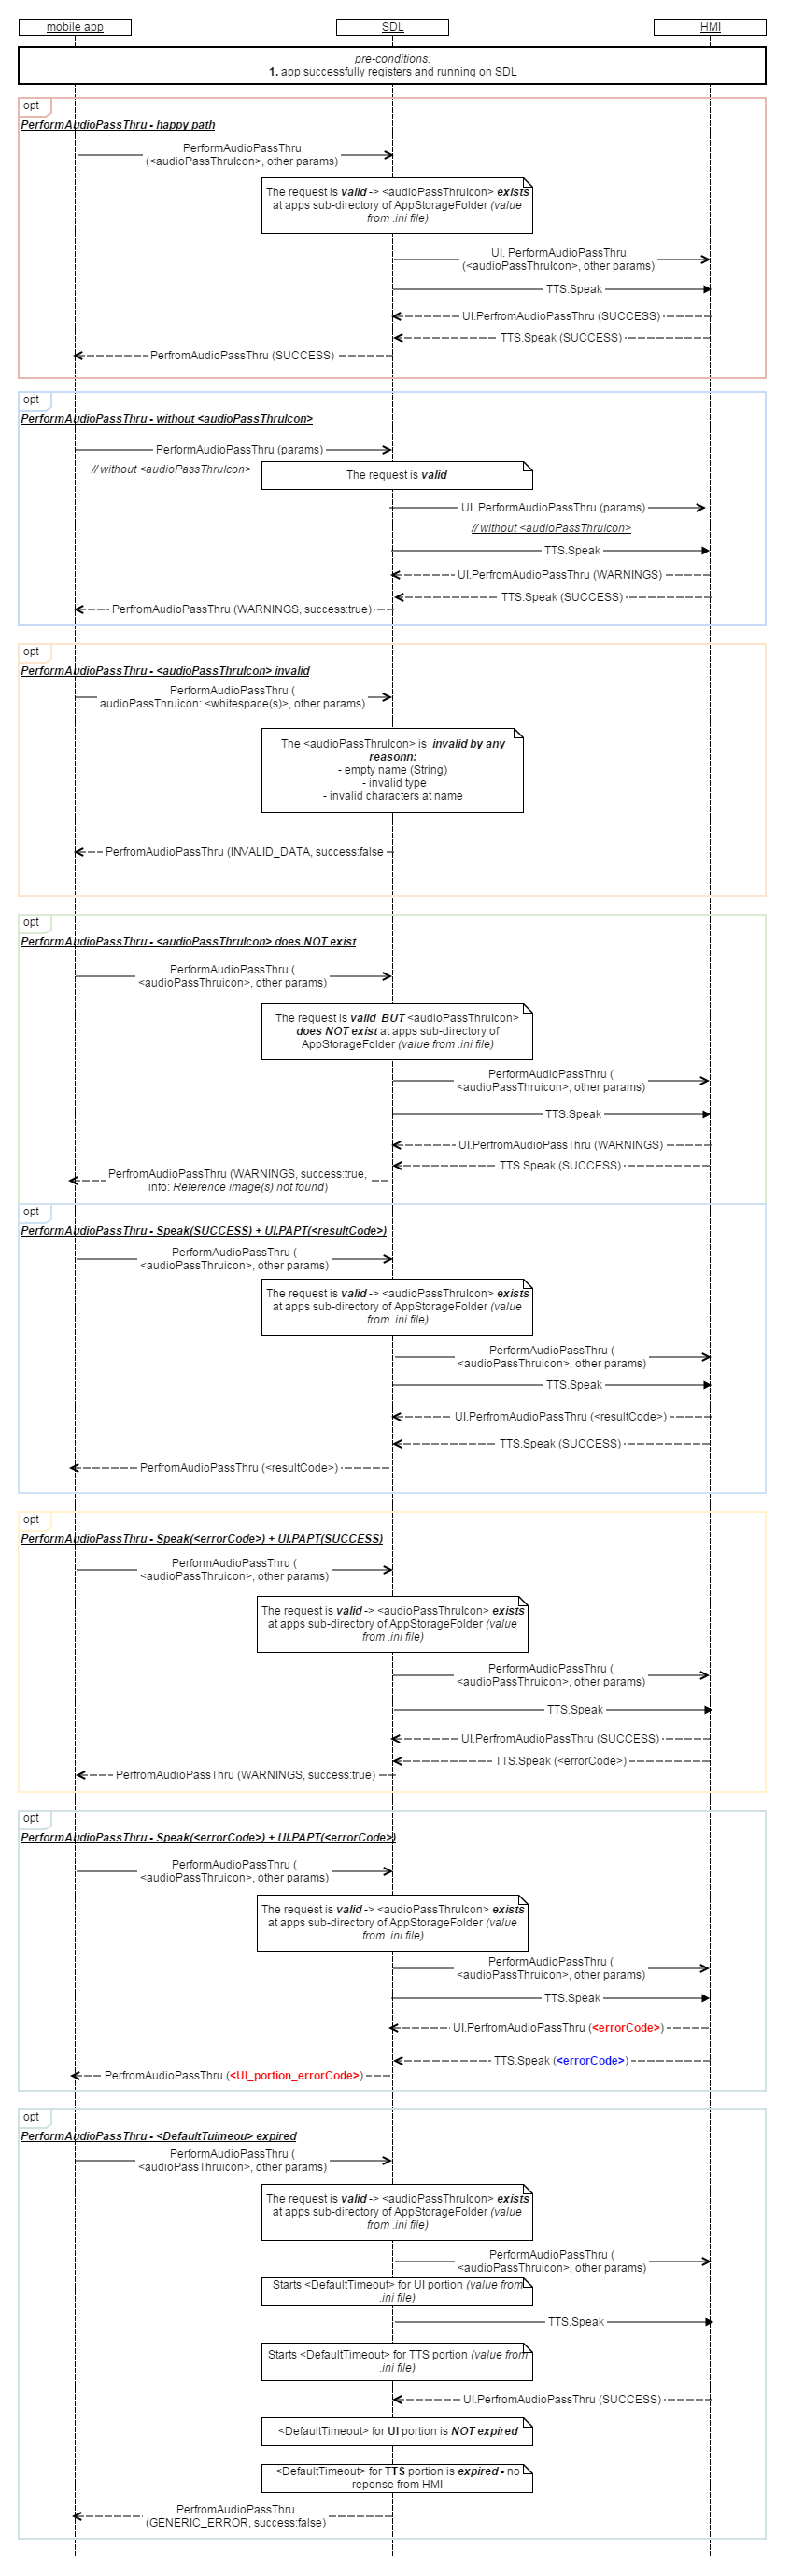 mobile app
SDL
HMI
pre-conditions:
1. app successfully registers and running on SDL
opt
PerformAudioPassThru - happy path
PerformAudioPassThru
(<audioPassThruIcon>, other params)
The request is valid -> <audioPassThruIcon> exists
at apps sub-directory of AppStorageFolder (value
from .ini file)
UI. PerformAudioPassThru
(<audioPassThruIcon>, other params)
TTS.Speak
UI.PerfromAudioPassThru (SUCCESS)
TTS.Speak (SUCCESS)
PerfromAudioPassThru (SUCCESS)
opt
PerformAudioPassThru - without <audioPassThruIcon>
PerformAudioPassThru (params)
// without <audioPassThruIcon>
The request is valid
UI. PerformAudioPassThru (params)
// without <audioPassThruIcon>
TTS.Speak
UI.PerfromAudioPassThru (WARNINGS)
TTS.Speak (SUCCESS)
PerfromAudioPassThru (WARNINGS, success:true)
opt
PerformAudioPassThru - <audioPassThruIcon> invalid
PerformAudioPassThru (
audioPassThruicon: <whitespace(s)>, other params)
The <audioPassThruIcon> is invalid by any
reasonn:
- empty name (String)
- invalid type
- invalid characters at name
PerfromAudioPassThru (INVALID_DATA, success:false
opt
PerformAudioPassThru - <audioPassThruIcon> does NOT exist
PerformAudioPassThru (
<audioPassThruicon>, other params)
The request is valid BUT <audioPassThruIcon>
does NOT exist at apps sub-directory of
AppStorageFolder (value from .ini file)
PerformAudioPassThru (
<audioPassThruicon>, other params)
TTS.Speak
UI.PerfromAudioPassThru (WARNINGS)
TTS.Speak (SUCCESS)
PerfromAudioPassThru (WARNINGS, success:true,
info: Reference image(s) not found)
opt
PerformAudioPassThru - Speak(SUCCESS) + UI.PAPT(<resultCode>)
PerformAudioPassThru (
<audioPassThruicon>, other params)
The request is valid -> <audioPassThruIcon> exists
at apps sub-directory of AppStorageFolder (value
from .ini file)
PerformAudioPassThru (
<audioPassThruicon>, other params)
TTS.Speak
UI.PerfromAudioPassThru (<resultCode>)
TTS.Speak (SUCCESS)
PerfromAudioPassThru (<resultCode>)
opt
PerformAudioPassThru - Speak(<errorCode>) + UI.PAPT(SUCCESS)
PerformAudioPassThru (
<audioPassThruicon>, other params)
The request is valid -> <audioPassThruIcon> exists
at apps sub-directory of AppStorageFolder (value
from .ini file)
PerformAudioPassThru (
<audioPassThruicon>, other params)
TTS.Speak
UI.PerfromAudioPassThru (SUCCESS)
TTS.Speak (<errorCode>)
PerfromAudioPassThru (WARNINGS, success:true)
opt
PerformAudioPassThru - Speak(<errorCode>) + UI.PAPT(<errorCode>)
PerformAudioPassThru (
<audioPassThruicon>, other params)
The request is valid -> <audioPassThruIcon> exists
at apps sub-directory of AppStorageFolder (value
from .ini file)
PerformAudioPassThru (
<audioPassThruicon>, other params)
TTS.Speak
UI.PerfromAudioPassThru (<errorCode>)
TTS.Speak (<errorCode>)
PerfromAudioPassThru (<UI_portion_errorCode>)
opt
PerformAudioPassThru - <DefaultTuimeou> expired
PerformAudioPassThru (
<audioPassThruicon>, other params)
The request is valid -> <audioPassThruIcon> exists
at apps sub-directory of AppStorageFolder (value
from .ini file)
PerformAudioPassThru (
<audioPassThruicon>, other params)
Starts <DefaultTimeout> for UI portion (value from
.ini file)
TTS.Speak
Starts <DefaultTimeout> for TTS portion (value from
.ini file)
UI.PerfromAudioPassThru (SUCCESS)
<DefaultTimeout> for UI portion is NOT expired
<DefaultTimeout> for TTS portion is expired - no
reponse from HMI
PerfromAudioPassThru
(GENERIC_ERROR, success:false)